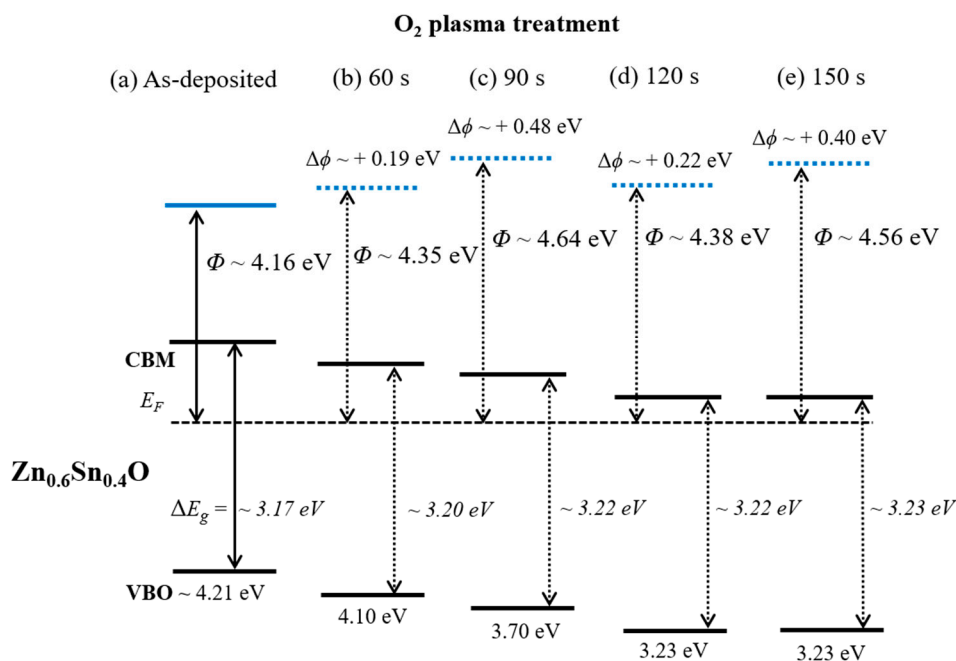 O₂ plasma treatment
(a) As-deposited
(b) 60 s
(c) 90 s
(d) 120 s
(e) 150 s
Δϕ ~ + 0.19 eV
Δϕ ~ + 0.48 eV
Δϕ ~ + 0.22 eV
Δϕ ~ + 0.40 eV
Φ ~ 4.16 eV
Φ ~ 4.35 eV
Φ ~ 4.64 eV
Φ ~ 4.38 eV
Φ ~ 4.56 eV
CBM
E_F
Zn₀.₆Sn₀.₄O
ΔE_g = ~ 3.17 eV
~ 3.20 eV
~ 3.22 eV
~ 3.22 eV
~ 3.23 eV
VBO ~ 4.21 eV
4.10 eV
3.70 eV
3.23 eV
3.23 eV